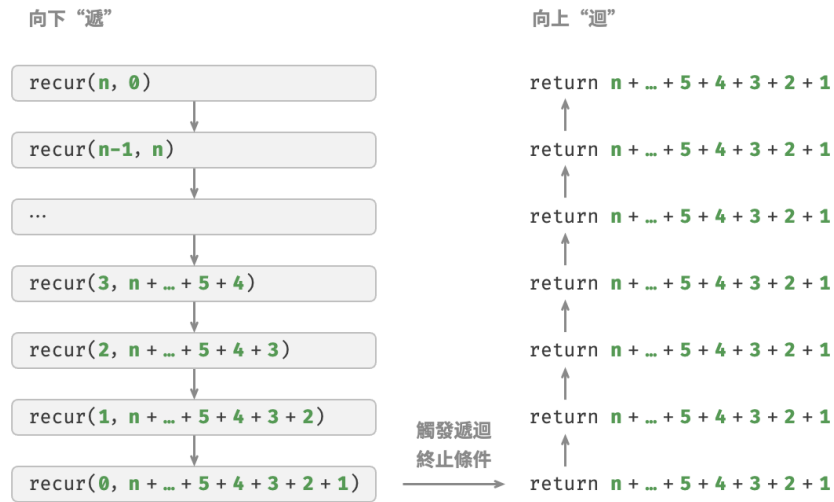 向下“遞”
recur(n, 0)
recur(n-1, n)
…
recur(3, n + … + 5 + 4)
recur(2, n + … + 5 + 4 + 3)
recur(1, n + … + 5 + 4 + 3 + 2)
recur(0, n + … + 5 + 4 + 3 + 2 + 1)
觸發遞迴
終止條件
向上“迴”
return n + … + 5 + 4 + 3 + 2 + 1
return n + … + 5 + 4 + 3 + 2 + 1
return n + … + 5 + 4 + 3 + 2 + 1
return n + … + 5 + 4 + 3 + 2 + 1
return n + … + 5 + 4 + 3 + 2 + 1
return n + … + 5 + 4 + 3 + 2 + 1
return n + … + 5 + 4 + 3 + 2 + 1